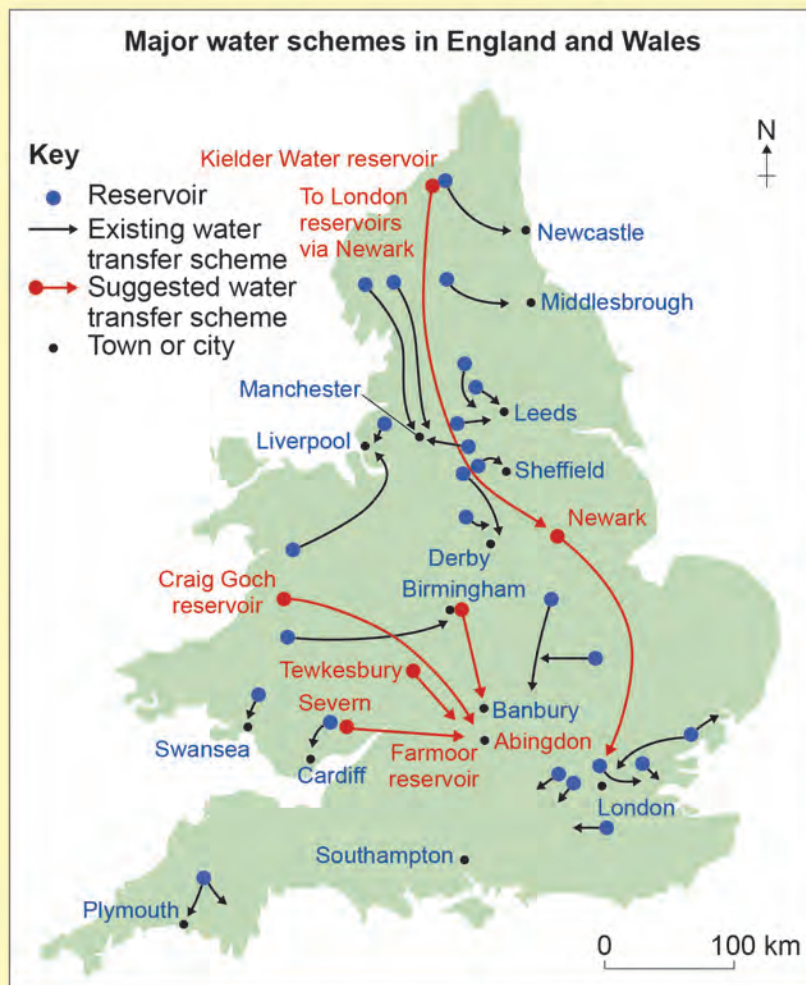 Major water schemes in England and Wales
N
Key
Reservoir
Existing water
transfer scheme
Suggested water
transfer scheme
Town or city
Kielder Water reservoir
To London
reservoirs
via Newark
Newcastle
Middlesbrough
Manchester
Leeds
Liverpool
Sheffield
Newark
Derby
Craig Goch
reservoir
Birmingham
Tewkesbury
Banbury
Severn
Abingdon
Farmoor
reservoir
Swansea
Cardiff
London
Southampton
Plymouth
0 100 km